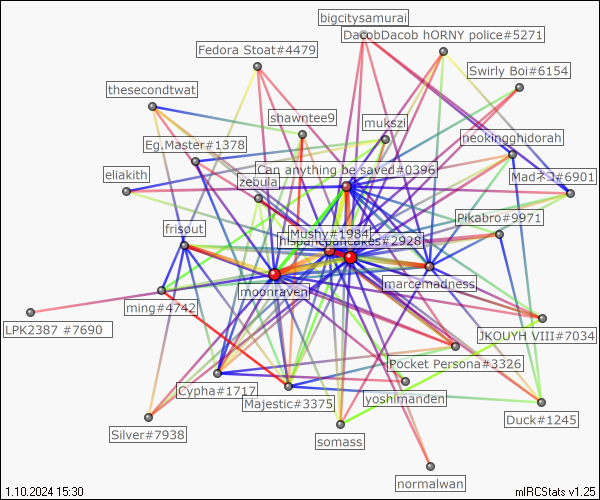 bigcitysamurai
DacobDacob hORNY police#5271
Fedora Stoat#4479
Swirly Boi#6154
thesecondtwat
shawntee9
mukszi
neokingghidorah
Eg.Master#1378
Can anything be saved#0396
Madネコ#6901
eliakith
zebula
Pikabro#9971
frisout
Mushy#1984
hispanicpancakes#2928
moonraven
marcemadness
ming#4742
LPK2387 #7690
JKOUYH VIII#7034
Pocket Persona#3326
Cypha#1717
Majestic#3375
yoshimanden
Duck#1245
Silver#7938
somass
normalwan
1.10.2024 15:30
mIRCStats v1.25